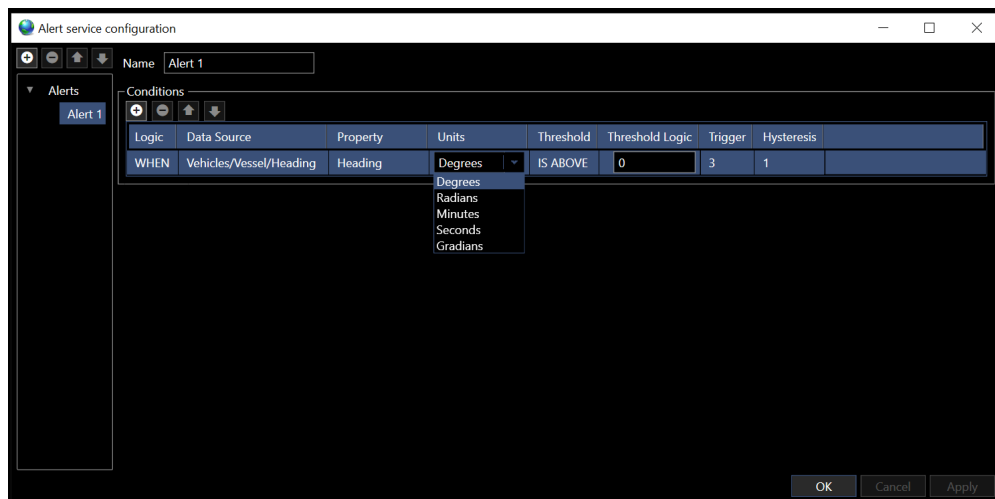 Alert service configuration
Name Alert 1
Alerts
Alert 1
Conditions
Logic Data Source Property Units Threshold Threshold Logic Trigger Hysteresis
WHEN Vehicles/Vessel/Heading Heading Degrees IS ABOVE 0 3 1
Degrees
Radians
Minutes
Seconds
Gradians
OK Cancel Apply